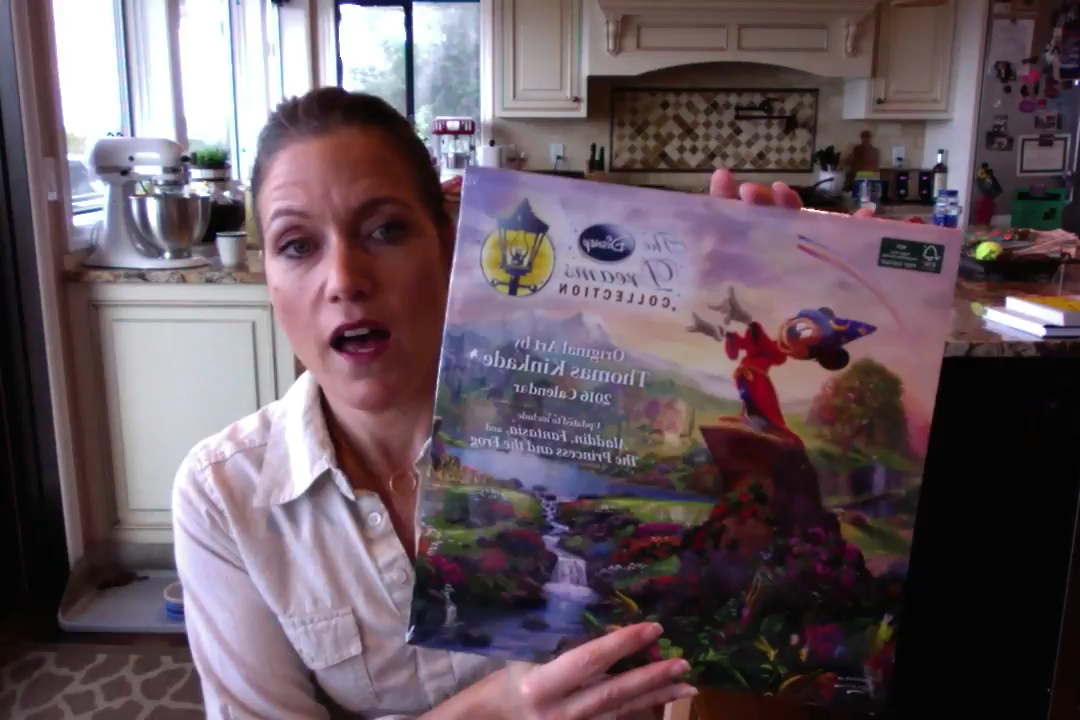 The
Disney
Dreams
COLLECTION
Original Art by
Thomas Kinkade
2016 Calendar
Updated to include
Aladdin, Fantasia, and
The Princess and the Frog
FSC